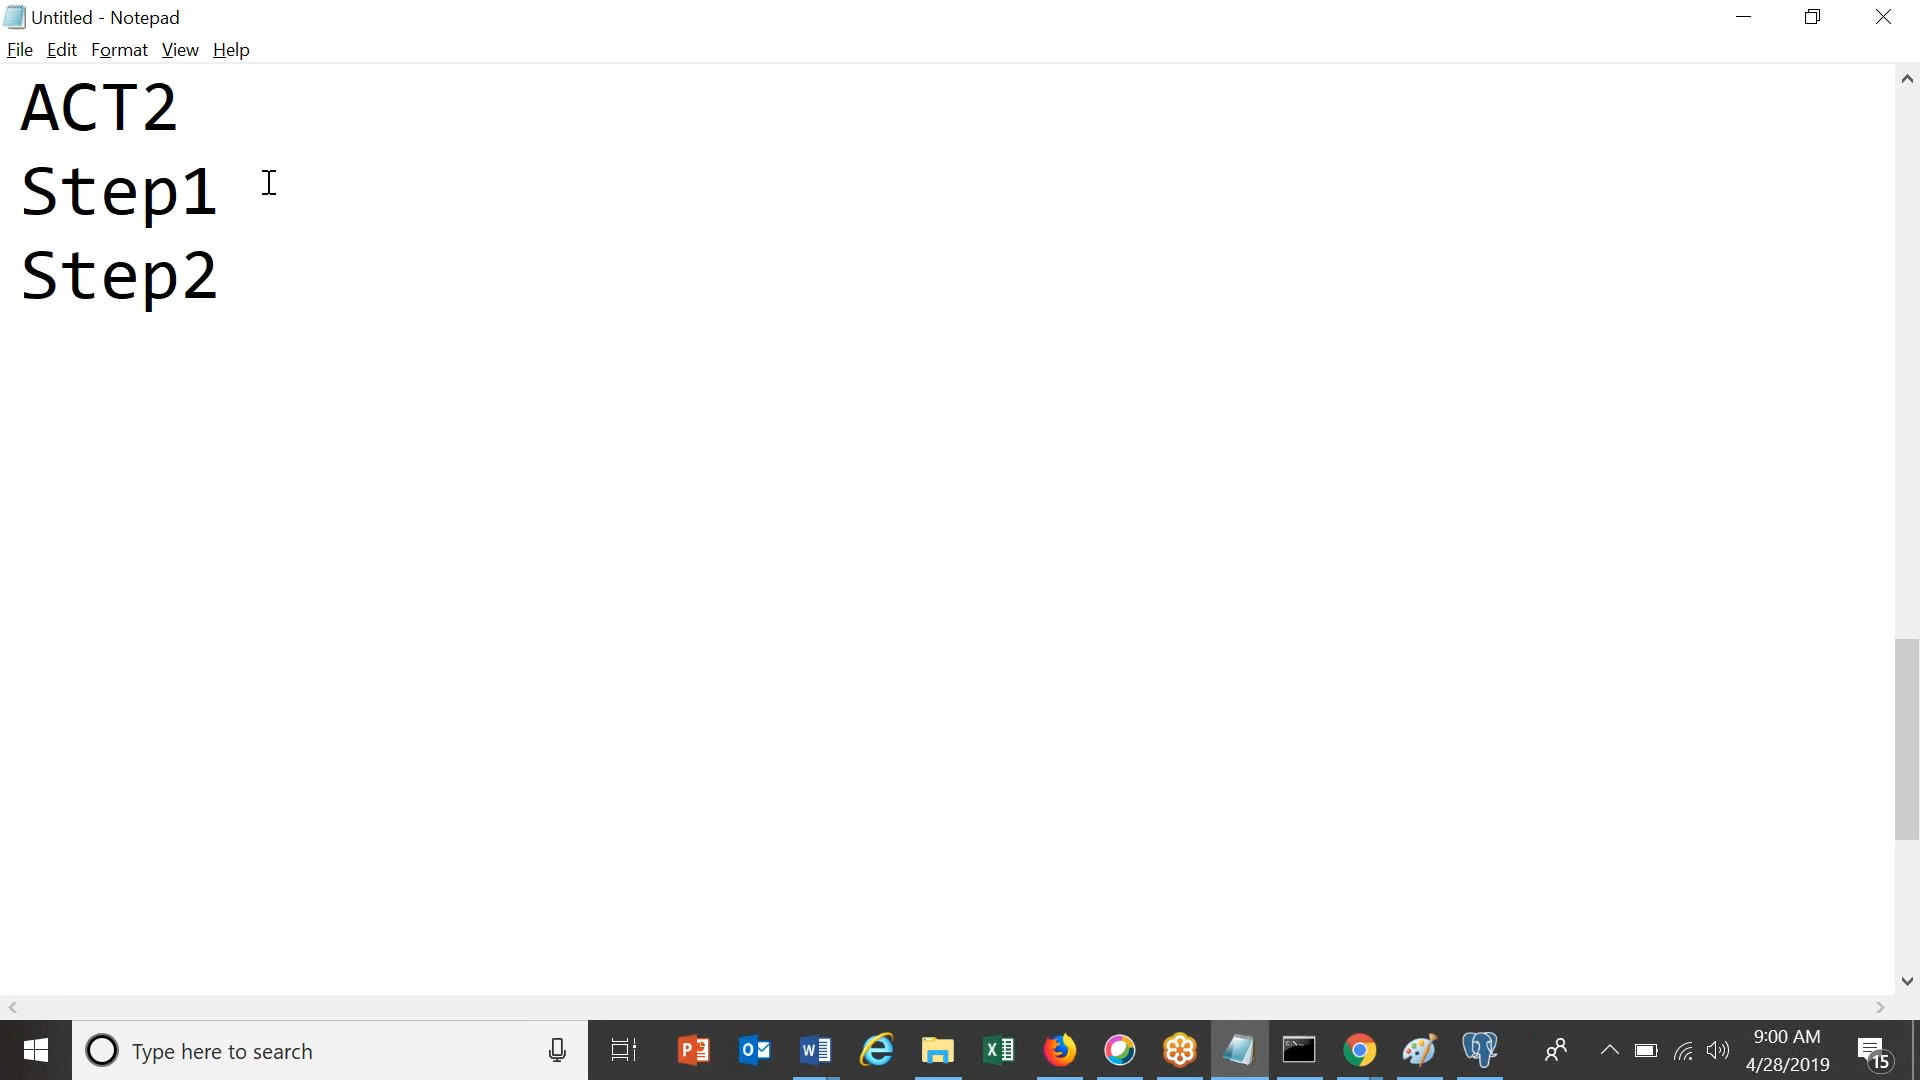 Untitled - Notepad
File Edit Format View Help
ACT2
Step1
Step2
Type here to search
9:00 AM
4/28/2019
15